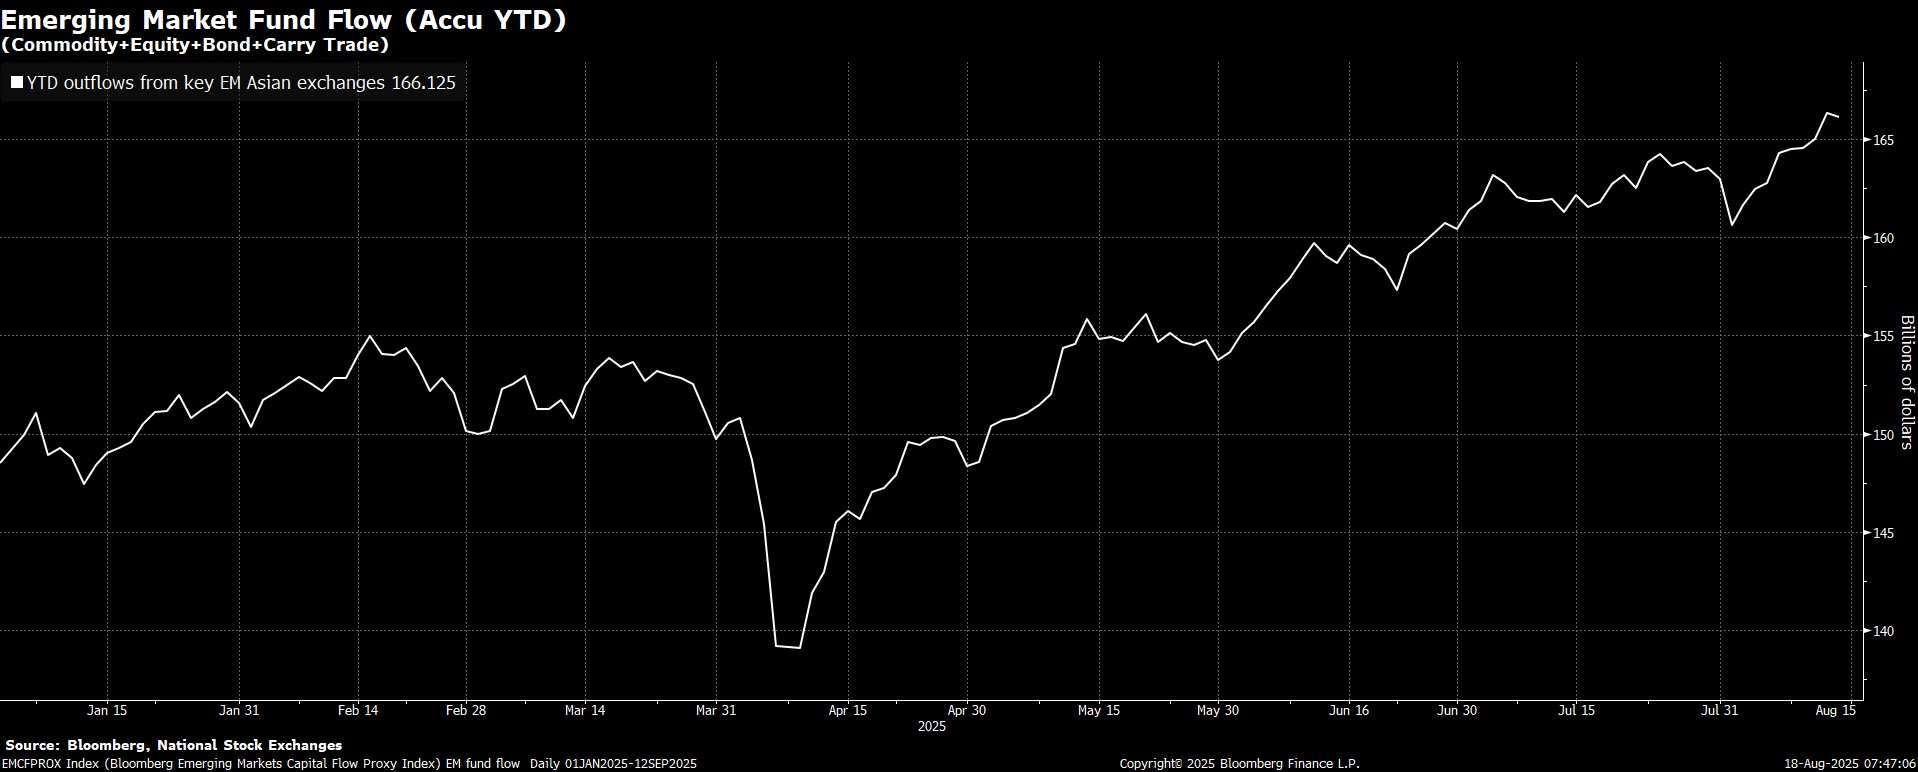 Emerging Market Fund Flow (Accu YTD)
(Commodity+Equity+Bond+Carry Trade)
YTD outflows from key EM Asian exchanges 166.125
165
160
155
150
145
140
Billions of dollars
Jan 15 Jan 31 Feb 14 Feb 28 Mar 14 Mar 31 Apr 15 Apr 30 May 15 May 30 Jun 16 Jun 30 Jul 15 Jul 31 Aug 15
2025
Source: Bloomberg, National Stock Exchanges
EMCFPROX Index (Bloomberg Emerging Markets Capital Flow Proxy Index) EM fund flow Daily 01JAN2025-12SEP2025 Copyright© 2025 Bloomberg Finance L.P. 18-Aug-2025 07:47:06